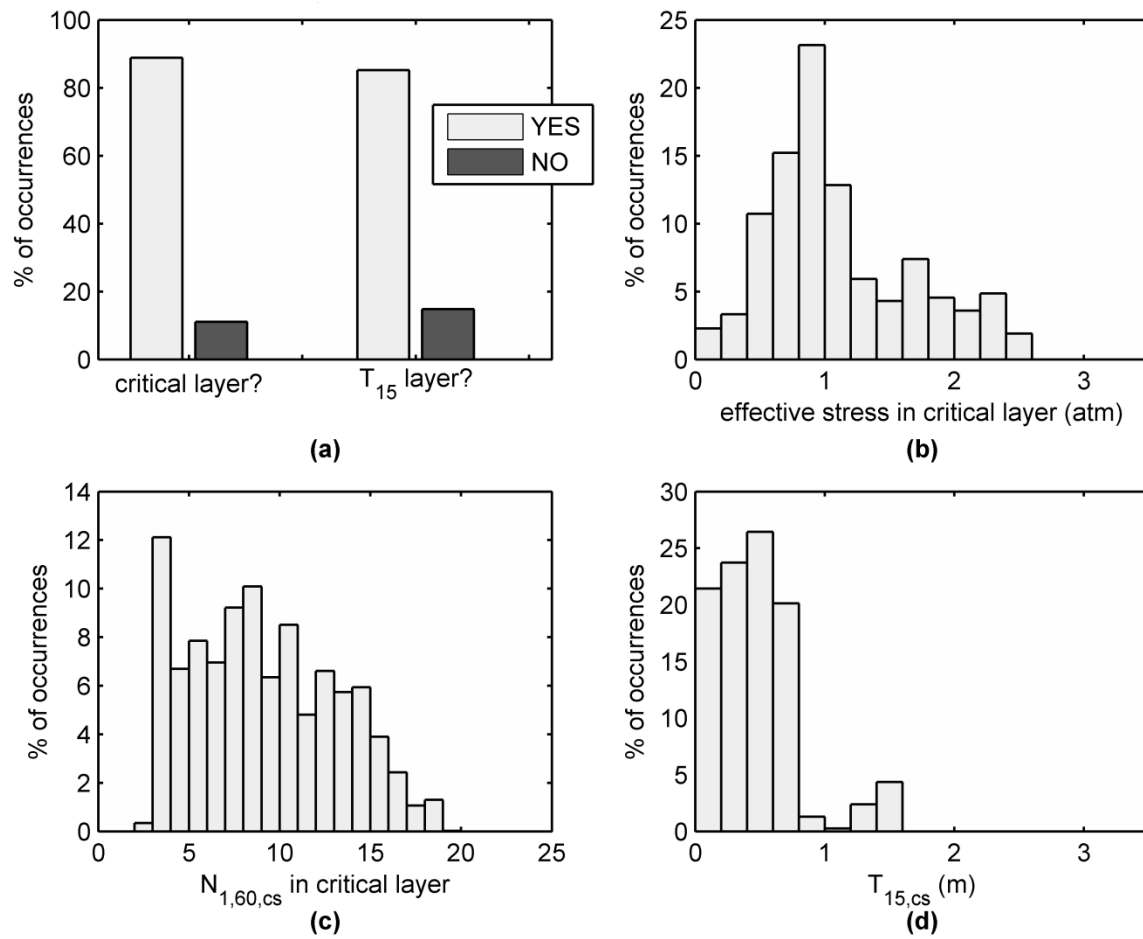 100
80
60
40
20
0
% of occurrences
YES
NO
critical layer?
T15 layer?
(a)
25
20
15
10
5
0
% of occurrences
0 1 2 3
effective stress in critical layer (atm)
(b)
14
12
10
8
6
4
2
0
% of occurrences
0 5 10 15 20 25
N1,60,cs in critical layer
(c)
30
25
20
15
10
5
0
% of occurrences
0 1 2 3
T15,cs (m)
(d)